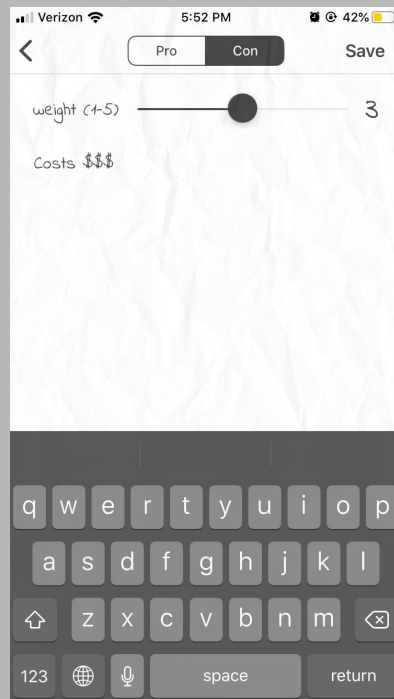 Verizon 5:52 PM 42%
Pro Con Save
weight (1-5) 3
Costs $$$
q w e r t y u i o p
a s d f g h j k l
z x c v b n m
123 space return